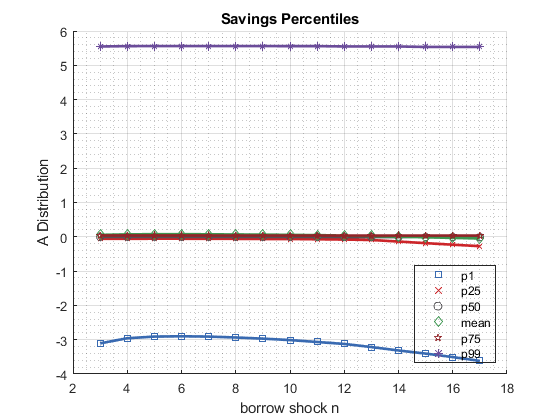 Savings Percentiles
A Distribution
6
5
4
3
2
1
0
-1
-2
-3
-4
p1
p25
p50
mean
p75
p99
2 4 6 8 10 12 14 16 18
borrow shock n